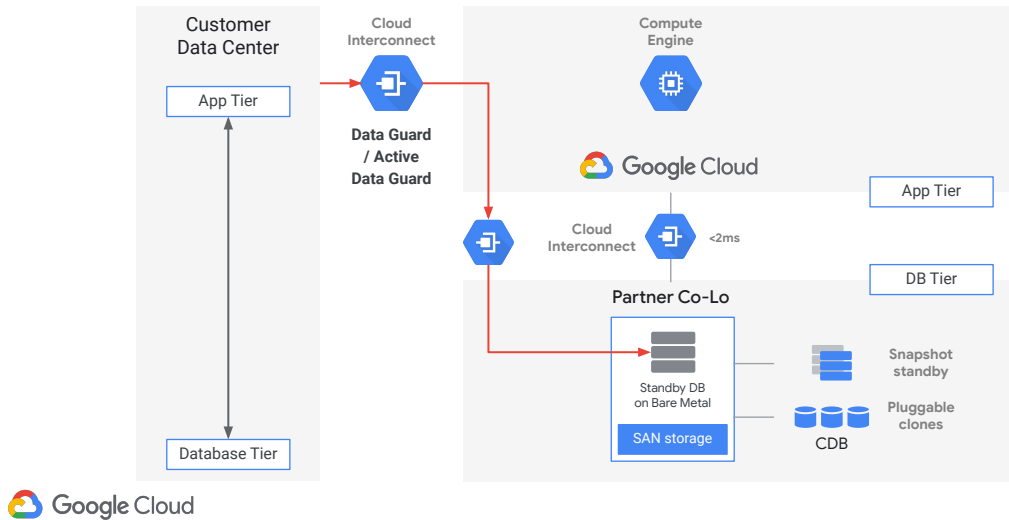 Customer
Data Center
App Tier
Database Tier
Cloud
Interconnect
Data Guard
/ Active
Data Guard
Compute
Engine
Google Cloud
App Tier
Cloud
Interconnect
<2ms
DB Tier
Partner Co-Lo
Standby DB
on Bare Metal
SAN storage
Snapshot
standby
Pluggable
clones
CDB
Google Cloud